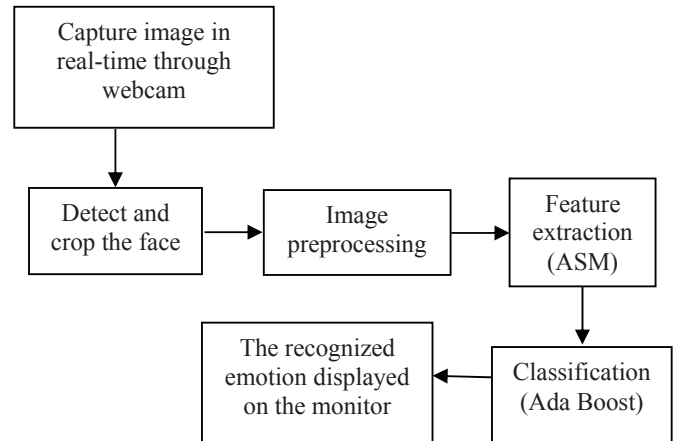 Capture image in
real-time through
webcam
Detect and
crop the face
Image
preprocessing
Feature
extraction
(ASM)
Classification
(Ada Boost)
The recognized
emotion displayed
on the monitor